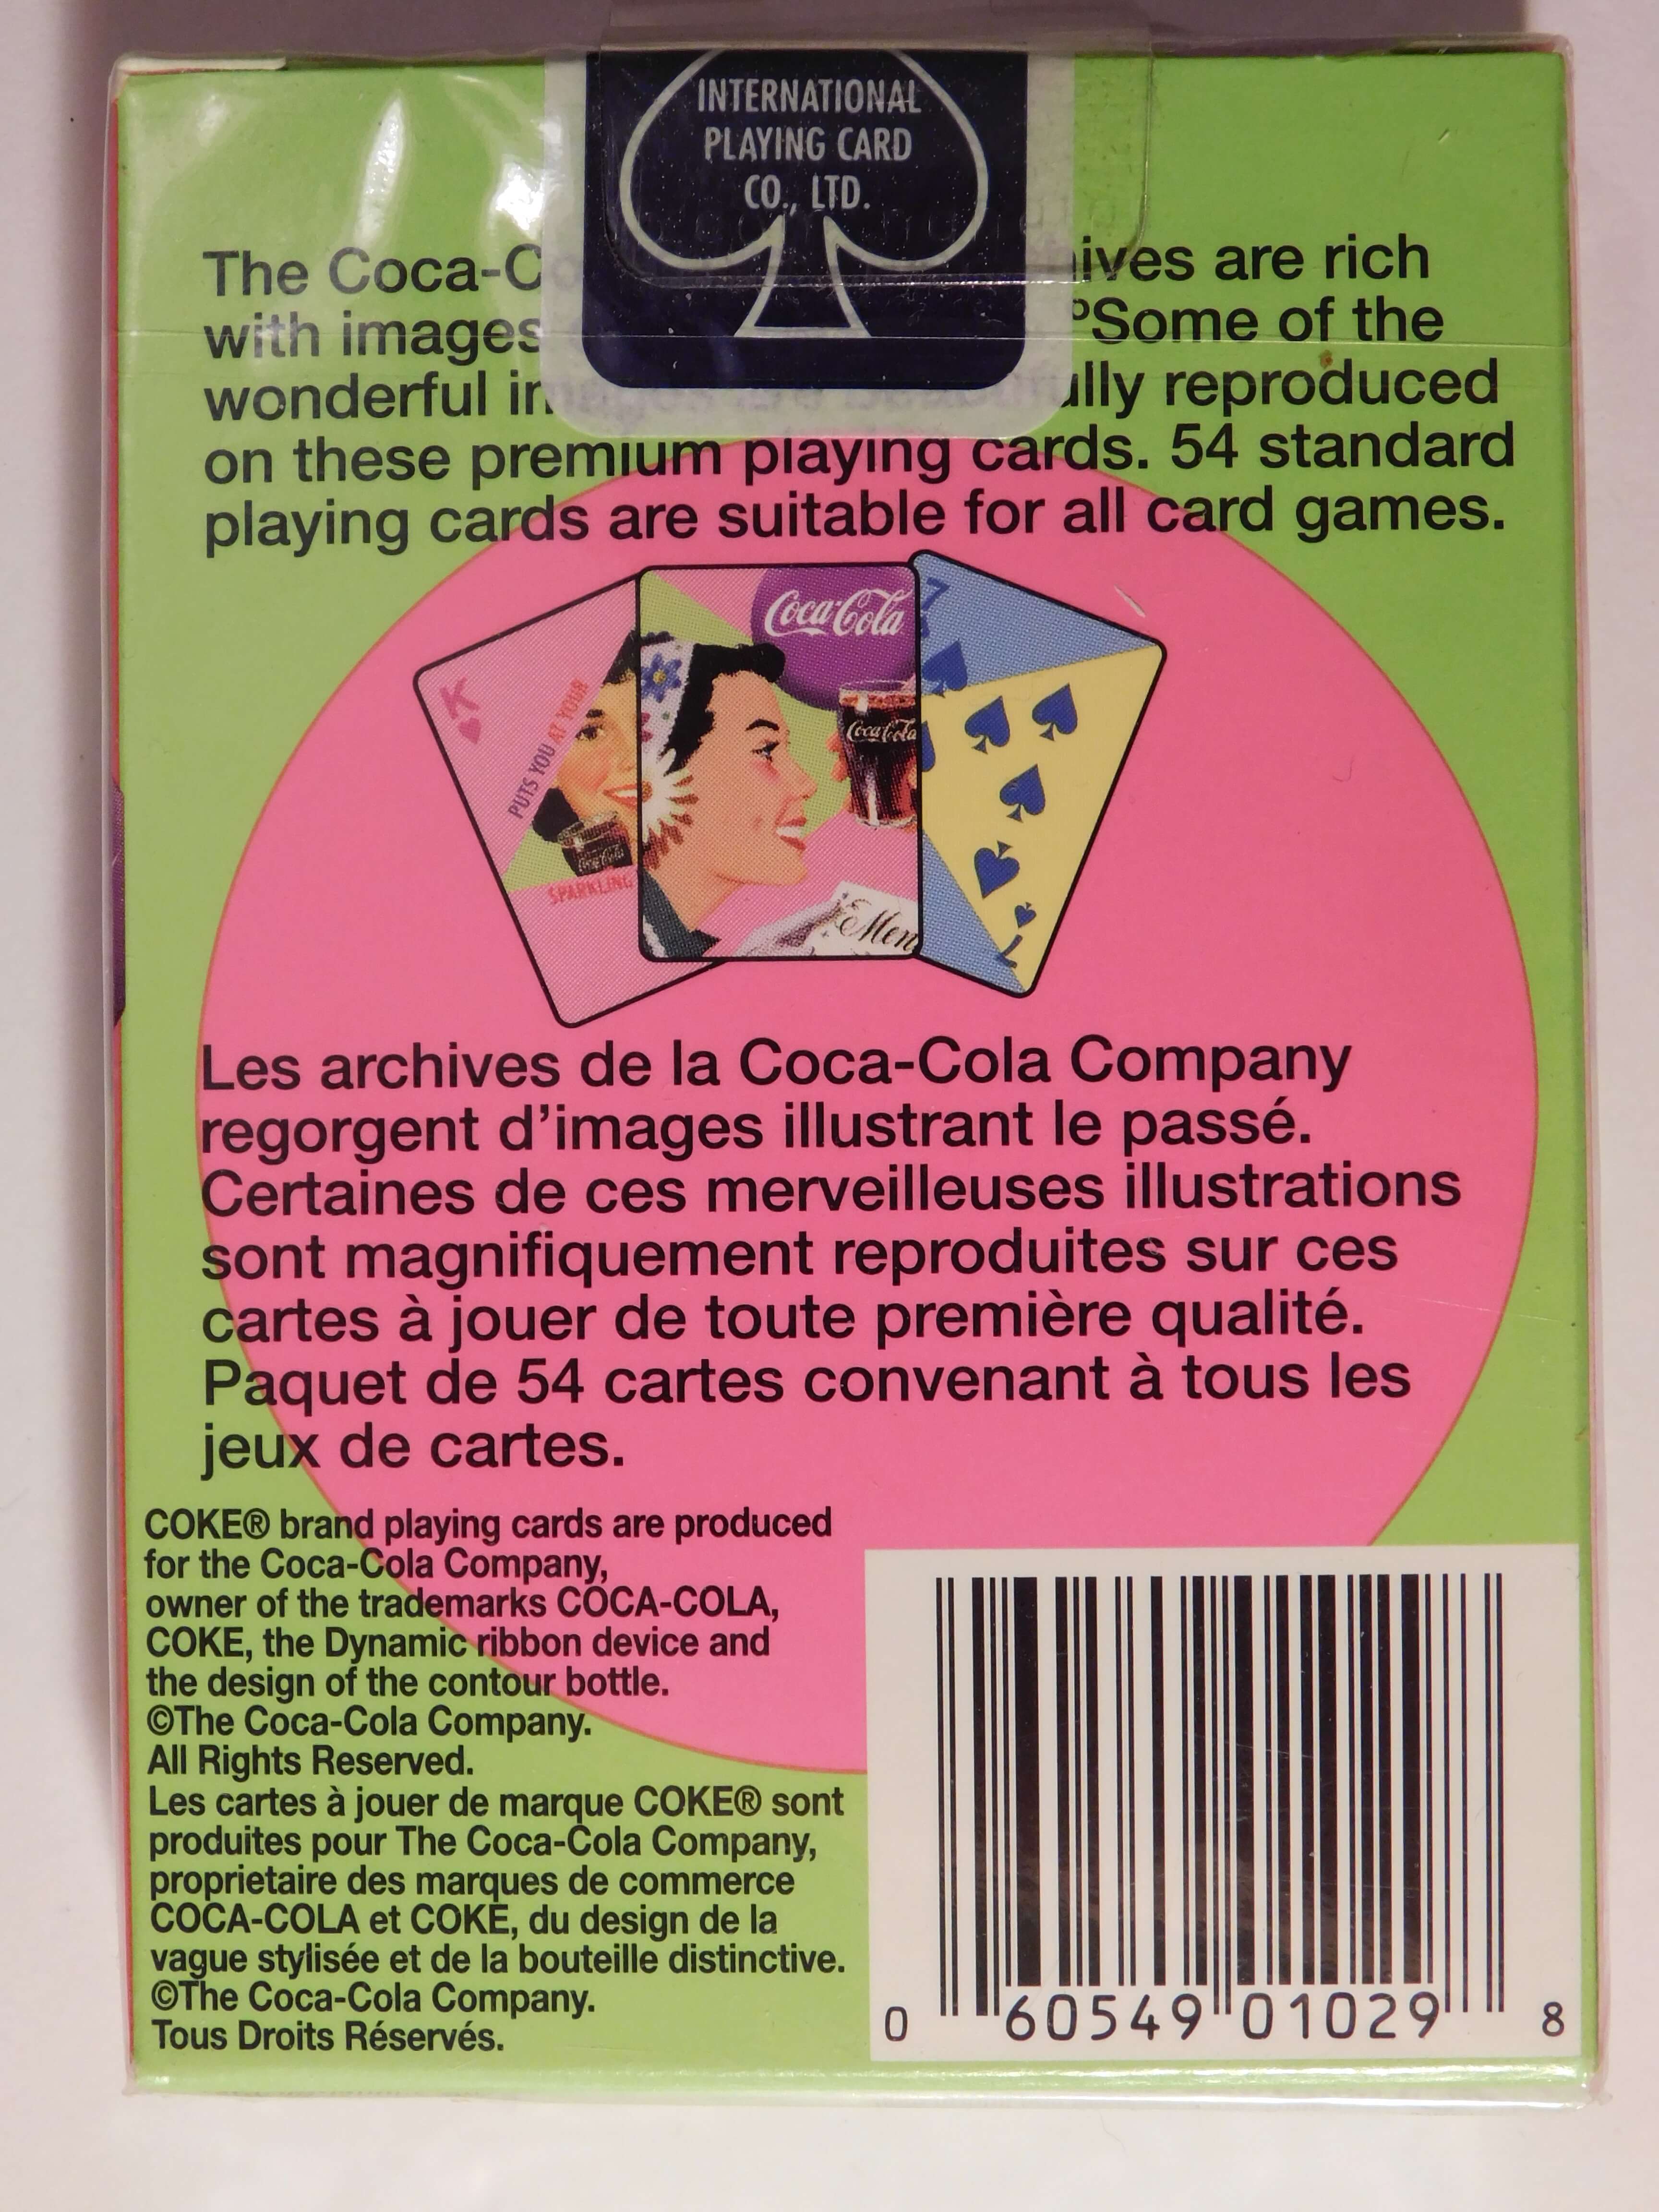 INTERNATIONAL
PLAYING CARD
CO., LTD.
The are rich
with images Some of the
wonderful reproduced
on these premium playing cards. 54 standard
playing cards are suitable for all card games.
K
PUTS YOU AT YOUR
SPARKLING
Coca-Cola
Coca-Cola
Coca-Cola
Menu
7
7
Les archives de la Coca-Cola Company
regorgent d'images illustrant le passé.
Certaines de ces merveilleuses illustrations
sont magnifiquement reproduites sur ces
cartes à jouer de toute première qualité.
Paquet de 54 cartes convenant à tous les
jeux de cartes.
COKE® brand playing cards are produced
for the Coca-Cola Company,
owner of the trademarks COCA-COLA,
COKE, the Dynamic ribbon device and
the design of the contour bottle.
©The Coca-Cola Company.
All Rights Reserved.
Les cartes à jouer de marque COKE® sont
produites pour The Coca-Cola Company,
proprietaire des marques de commerce
COCA-COLA et COKE, du design de la
vague stylisée et de la bouteille distinctive.
©The Coca-Cola Company.
Tous Droits Réservés.
0 60549 01029 8